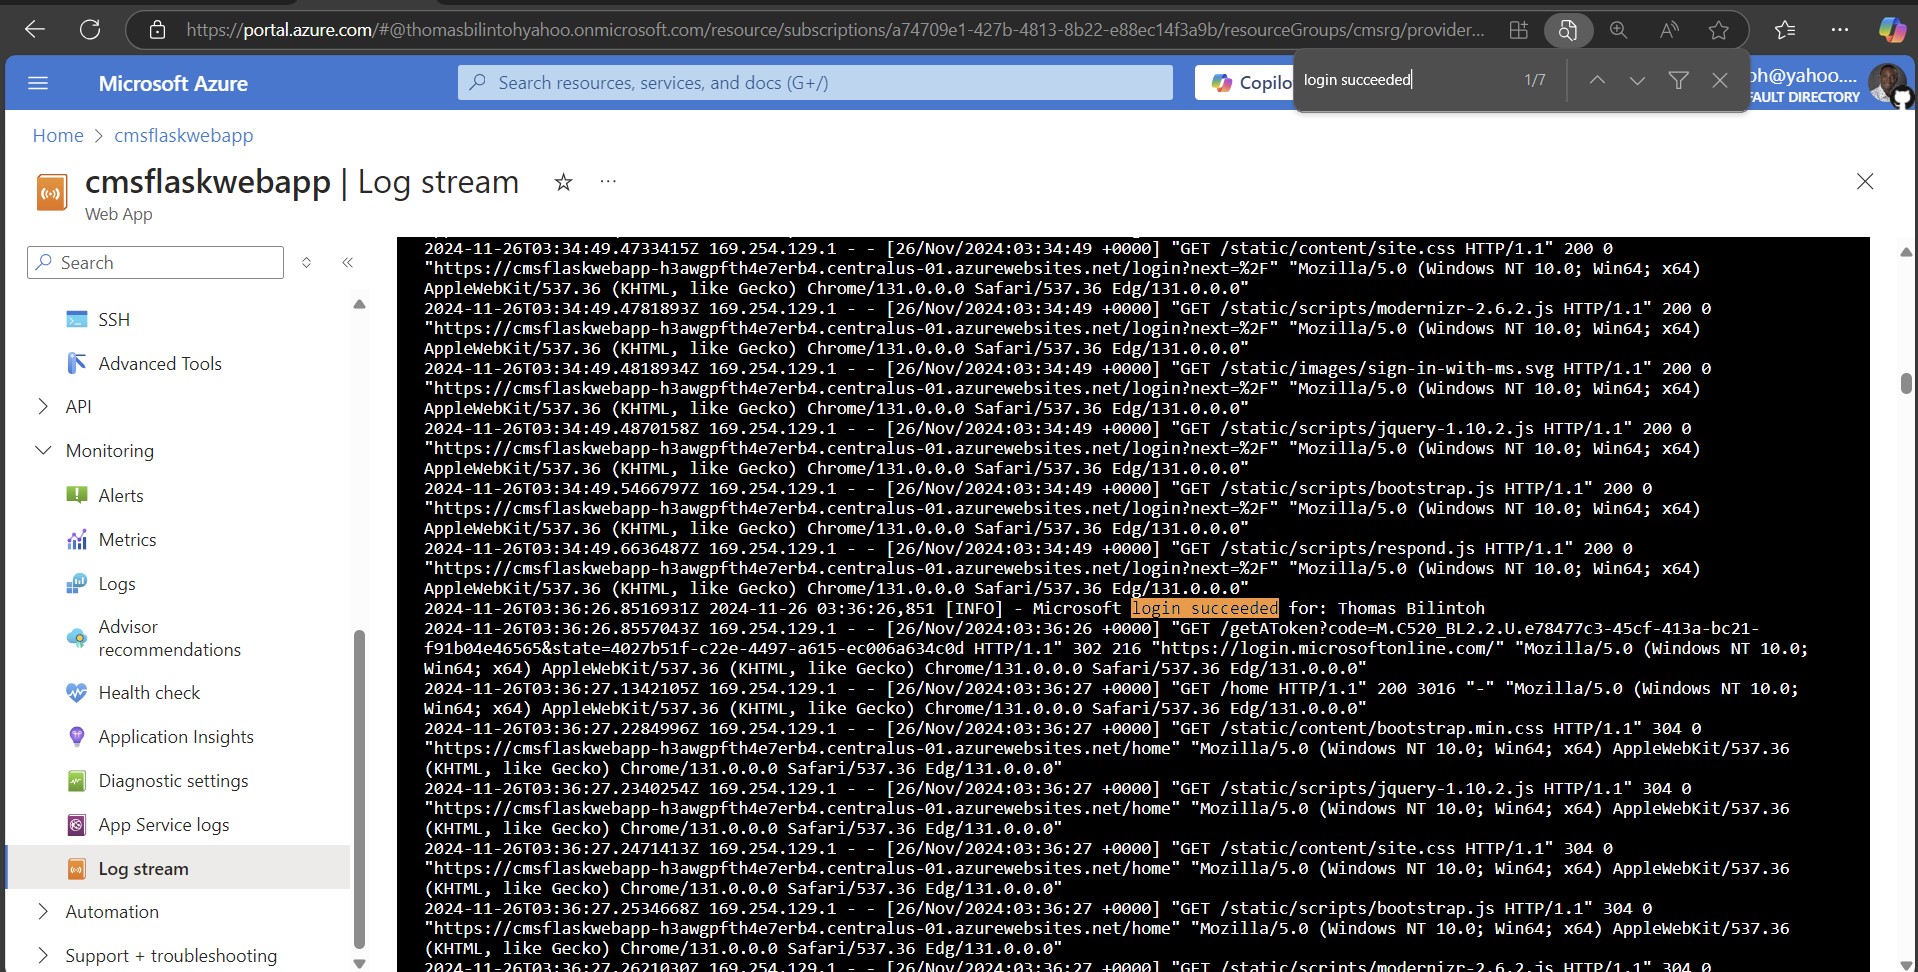 https://portal.azure.com/#@thomasbilintohyahoo.onmicrosoft.com/resource/subscriptions/a74709e1-427b-4813-8b22-e88ec14f3a9b/resourceGroups/cmsrg/provider...
Microsoft Azure
Search resources, services, and docs (G+/)
Copilo
login succeeded
1/7
oh@yahoo....
FAULT DIRECTORY
Home > cmsflaskwebapp
cmsflaskwebapp | Log stream
Web App
Search
SSH
Advanced Tools
API
Monitoring
Alerts
Metrics
Logs
Advisor
recommendations
Health check
Application Insights
Diagnostic settings
App Service logs
Log stream
Automation
Support + troubleshooting
2024-11-26T03:34:49.4733415Z 169.254.129.1 - - [26/Nov/2024:03:34:49 +0000] "GET /static/content/site.css HTTP/1.1" 200 0
"https://cmsflaskwebapp-h3awgpfth4e7erb4.centralus-01.azurewebsites.net/login?next=%2F" "Mozilla/5.0 (Windows NT 10.0; Win64; x64)
AppleWebKit/537.36 (KHTML, like Gecko) Chrome/131.0.0.0 Safari/537.36 Edg/131.0.0.0"
2024-11-26T03:34:49.4781893Z 169.254.129.1 - - [26/Nov/2024:03:34:49 +0000] "GET /static/scripts/modernizr-2.6.2.js HTTP/1.1" 200 0
"https://cmsflaskwebapp-h3awgpfth4e7erb4.centralus-01.azurewebsites.net/login?next=%2F" "Mozilla/5.0 (Windows NT 10.0; Win64; x64)
AppleWebKit/537.36 (KHTML, like Gecko) Chrome/131.0.0.0 Safari/537.36 Edg/131.0.0.0"
2024-11-26T03:34:49.4818934Z 169.254.129.1 - - [26/Nov/2024:03:34:49 +0000] "GET /static/images/sign-in-with-ms.svg HTTP/1.1" 200 0
"https://cmsflaskwebapp-h3awgpfth4e7erb4.centralus-01.azurewebsites.net/login?next=%2F" "Mozilla/5.0 (Windows NT 10.0; Win64; x64)
AppleWebKit/537.36 (KHTML, like Gecko) Chrome/131.0.0.0 Safari/537.36 Edg/131.0.0.0"
2024-11-26T03:34:49.4870158Z 169.254.129.1 - - [26/Nov/2024:03:34:49 +0000] "GET /static/scripts/jquery-1.10.2.js HTTP/1.1" 200 0
"https://cmsflaskwebapp-h3awgpfth4e7erb4.centralus-01.azurewebsites.net/login?next=%2F" "Mozilla/5.0 (Windows NT 10.0; Win64; x64)
AppleWebKit/537.36 (KHTML, like Gecko) Chrome/131.0.0.0 Safari/537.36 Edg/131.0.0.0"
2024-11-26T03:34:49.5466797Z 169.254.129.1 - - [26/Nov/2024:03:34:49 +0000] "GET /static/scripts/bootstrap.js HTTP/1.1" 200 0
"https://cmsflaskwebapp-h3awgpfth4e7erb4.centralus-01.azurewebsites.net/login?next=%2F" "Mozilla/5.0 (Windows NT 10.0; Win64; x64)
AppleWebKit/537.36 (KHTML, like Gecko) Chrome/131.0.0.0 Safari/537.36 Edg/131.0.0.0"
2024-11-26T03:34:49.6636487Z 169.254.129.1 - - [26/Nov/2024:03:34:49 +0000] "GET /static/scripts/respond.js HTTP/1.1" 200 0
"https://cmsflaskwebapp-h3awgpfth4e7erb4.centralus-01.azurewebsites.net/login?next=%2F" "Mozilla/5.0 (Windows NT 10.0; Win64; x64)
AppleWebKit/537.36 (KHTML, like Gecko) Chrome/131.0.0.0 Safari/537.36 Edg/131.0.0.0"
2024-11-26T03:36:26.8516931Z 2024-11-26 03:36:26,851 [INFO] - Microsoft login succeeded for: Thomas Bilintoh
2024-11-26T03:36:26.8557043Z 169.254.129.1 - - [26/Nov/2024:03:36:26 +0000] "GET /getAToken?code=M.C520_BL2.2.U.e78477c3-45cf-413a-bc21-
f91b04e46565&state=4027b51f-c22e-4497-a615-ec006a634c0d HTTP/1.1" 302 216 "https://login.microsoftonline.com/" "Mozilla/5.0 (Windows NT 10.0;
Win64; x64) AppleWebKit/537.36 (KHTML, like Gecko) Chrome/131.0.0.0 Safari/537.36 Edg/131.0.0.0"
2024-11-26T03:36:27.1342105Z 169.254.129.1 - - [26/Nov/2024:03:36:27 +0000] "GET /home HTTP/1.1" 200 3016 "-" "Mozilla/5.0 (Windows NT 10.0;
Win64; x64) AppleWebKit/537.36 (KHTML, like Gecko) Chrome/131.0.0.0 Safari/537.36 Edg/131.0.0.0"
2024-11-26T03:36:27.2284996Z 169.254.129.1 - - [26/Nov/2024:03:36:27 +0000] "GET /static/content/bootstrap.min.css HTTP/1.1" 304 0
"https://cmsflaskwebapp-h3awgpfth4e7erb4.centralus-01.azurewebsites.net/home" "Mozilla/5.0 (Windows NT 10.0; Win64; x64) AppleWebKit/537.36
(KHTML, like Gecko) Chrome/131.0.0.0 Safari/537.36 Edg/131.0.0.0"
2024-11-26T03:36:27.2340254Z 169.254.129.1 - - [26/Nov/2024:03:36:27 +0000] "GET /static/scripts/jquery-1.10.2.js HTTP/1.1" 304 0
"https://cmsflaskwebapp-h3awgpfth4e7erb4.centralus-01.azurewebsites.net/home" "Mozilla/5.0 (Windows NT 10.0; Win64; x64) AppleWebKit/537.36
(KHTML, like Gecko) Chrome/131.0.0.0 Safari/537.36 Edg/131.0.0.0"
2024-11-26T03:36:27.2471413Z 169.254.129.1 - - [26/Nov/2024:03:36:27 +0000] "GET /static/content/site.css HTTP/1.1" 304 0
"https://cmsflaskwebapp-h3awgpfth4e7erb4.centralus-01.azurewebsites.net/home" "Mozilla/5.0 (Windows NT 10.0; Win64; x64) AppleWebKit/537.36
(KHTML, like Gecko) Chrome/131.0.0.0 Safari/537.36 Edg/131.0.0.0"
2024-11-26T03:36:27.2534668Z 169.254.129.1 - - [26/Nov/2024:03:36:27 +0000] "GET /static/scripts/bootstrap.js HTTP/1.1" 304 0
"https://cmsflaskwebapp-h3awgpfth4e7erb4.centralus-01.azurewebsites.net/home" "Mozilla/5.0 (Windows NT 10.0; Win64; x64) AppleWebKit/537.36
(KHTML, like Gecko) Chrome/131.0.0.0 Safari/537.36 Edg/131.0.0.0"
2024-11-26T03:36:27.2621030Z 169.254.129.1 - - [26/Nov/2024:03:36:27 +0000] "GET /static/scripts/modernizr-2.6.2.js HTTP/1.1" 304 0